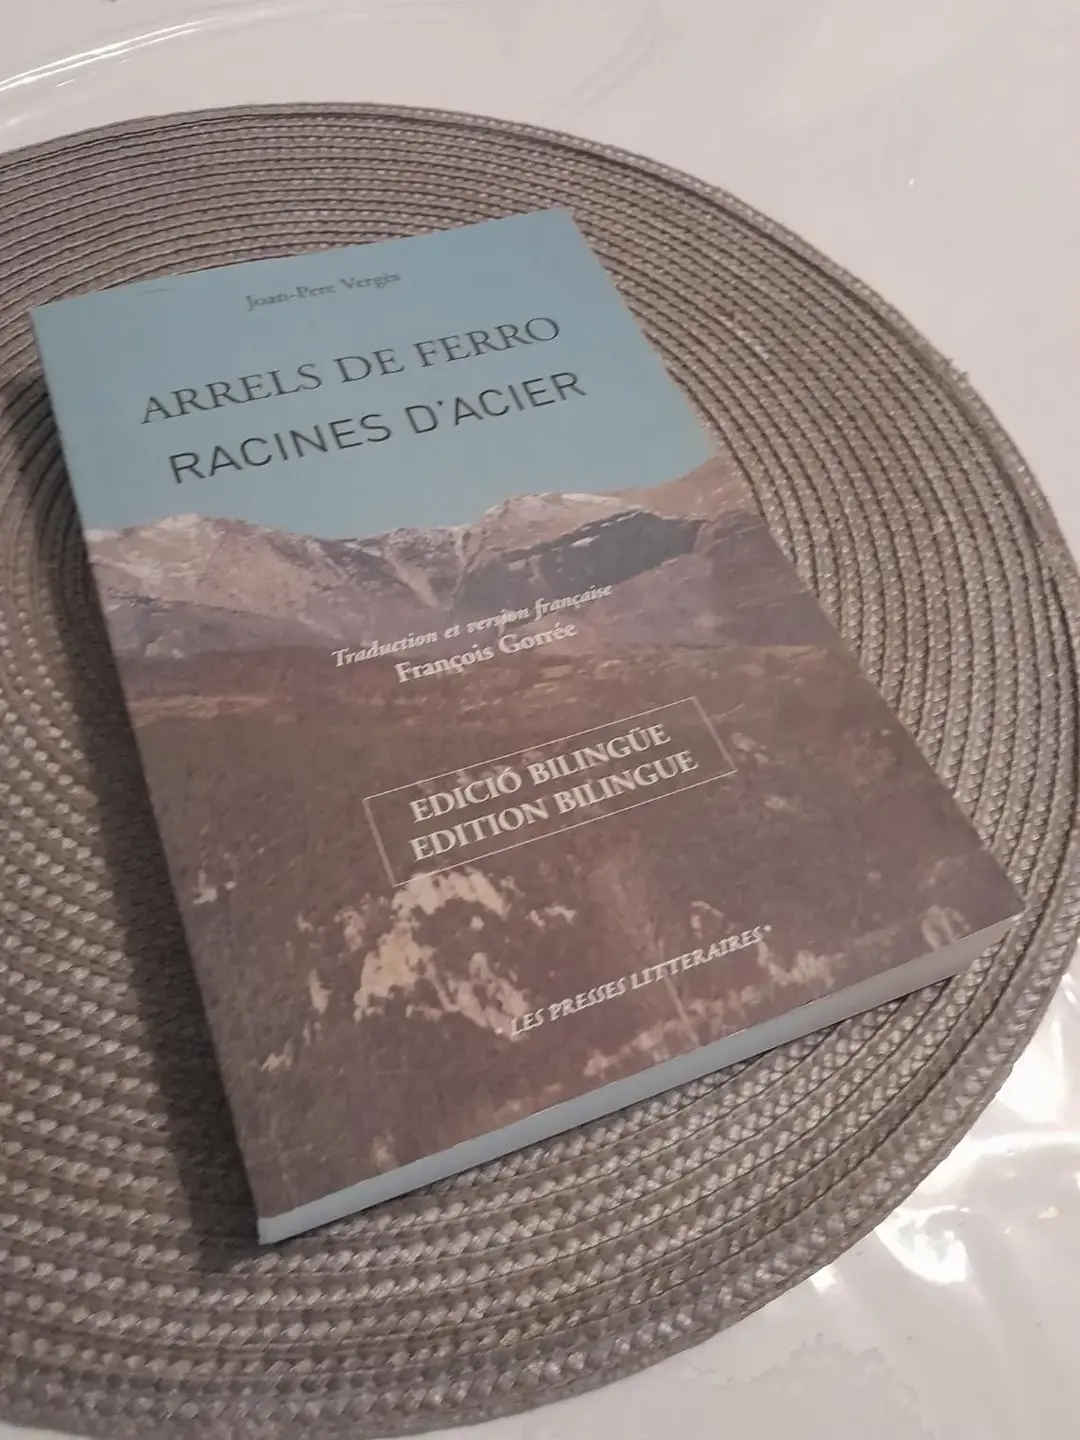 Joan-Pere Vergés
ARRELS DE FERRO
RACINES D'ACIER
Traduction et version française
François Gorrée
EDICIÓ BILINGÜE
EDITION BILINGUE
LES PRESSES LITTERAIRES